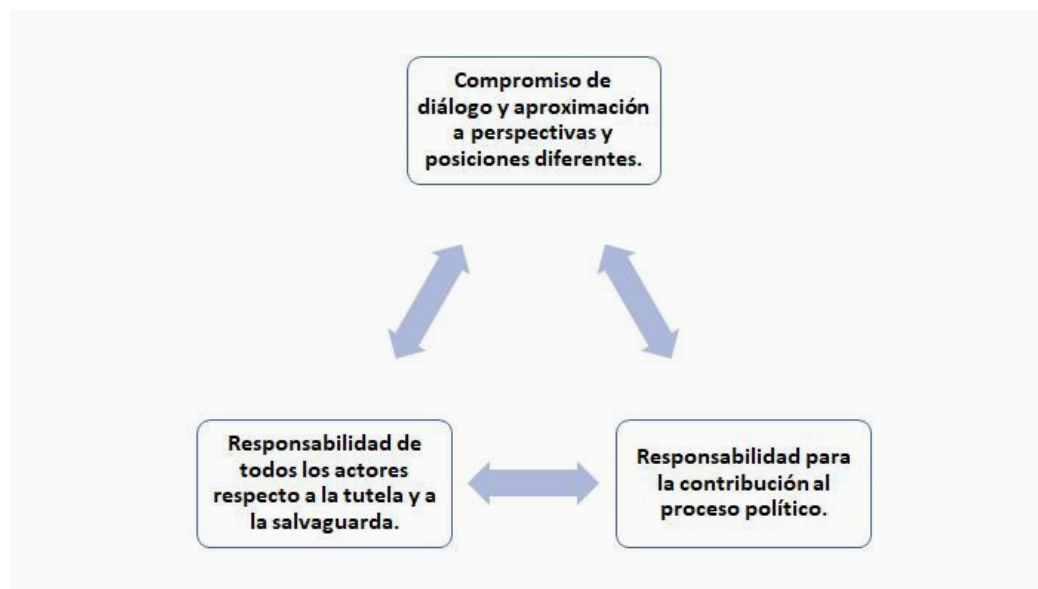 Compromiso de
diálogo y aproximación
a perspectivas y
posiciones diferentes.
Responsabilidad de
todos los actores
respecto a la tutela y a
la salvaguarda.
Responsabilidad para
la contribución al
proceso político.